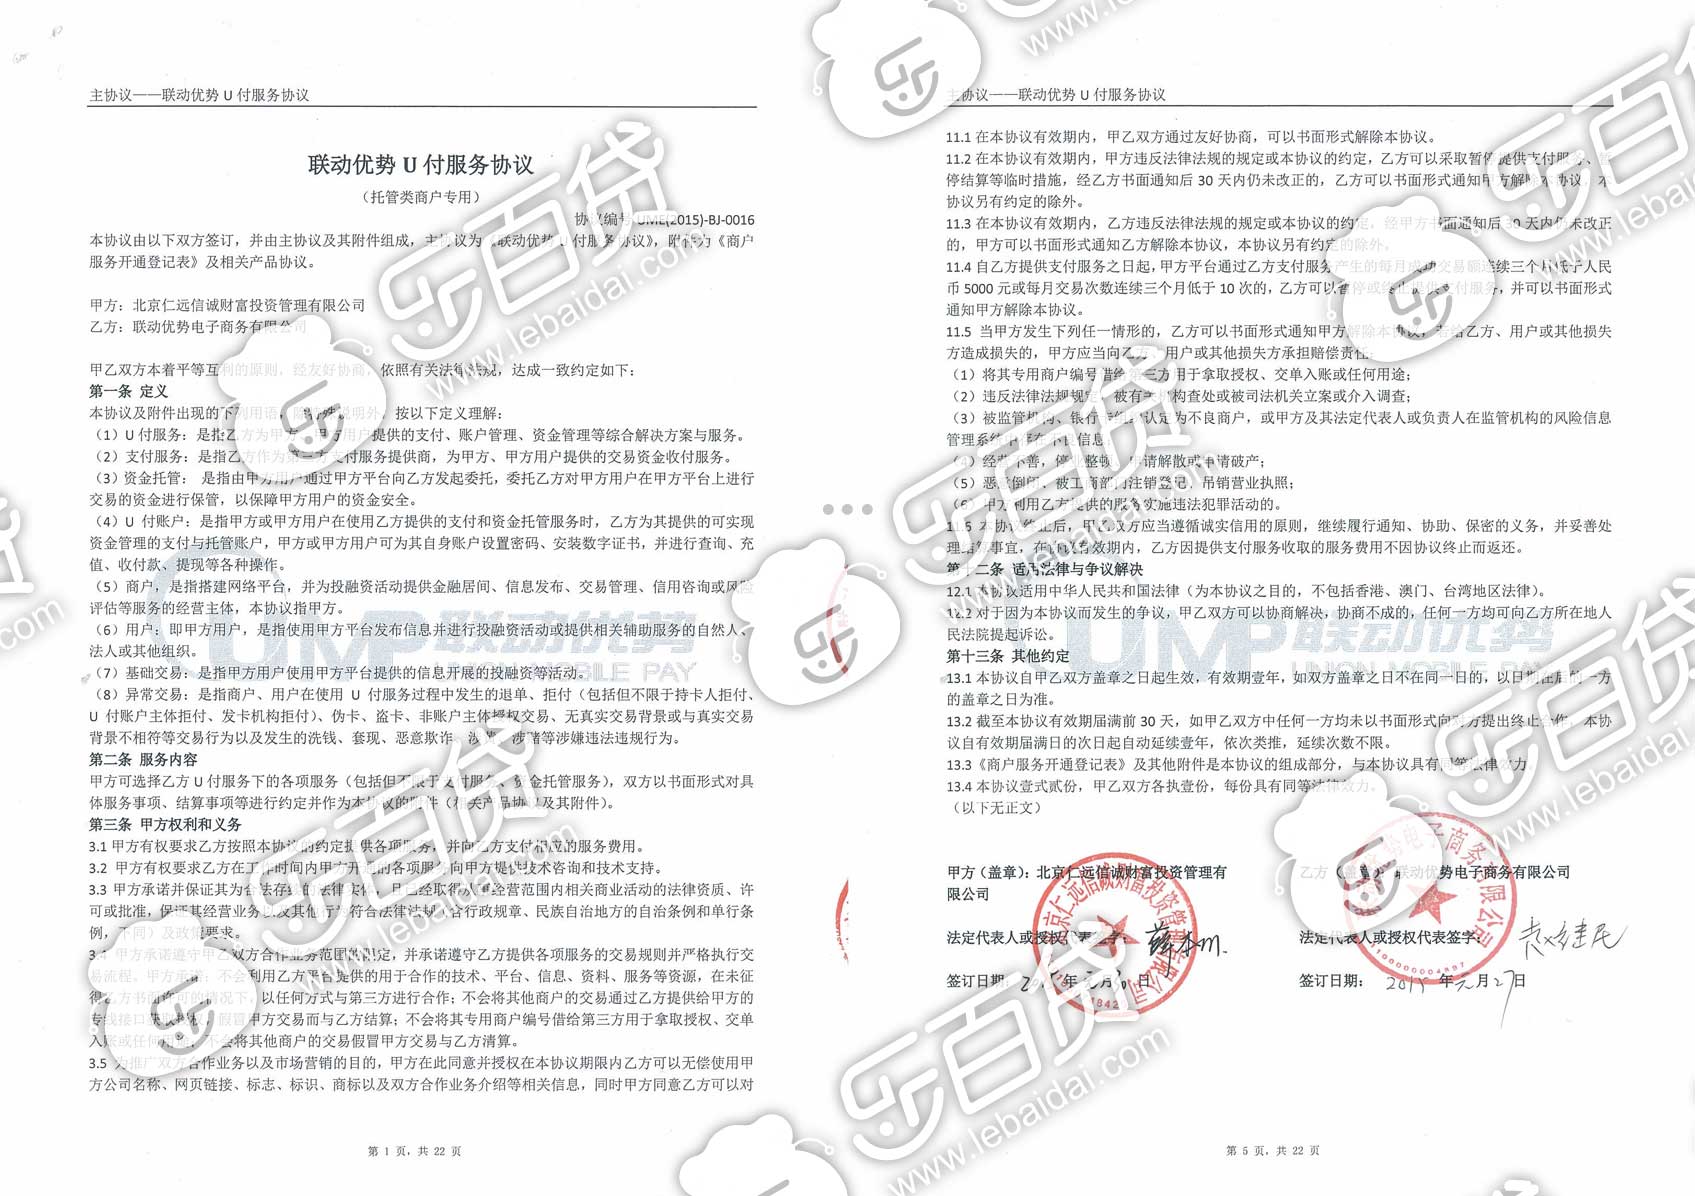 主协议——联动优势 U 付服务协议
联动优势 U 付服务协议
（托管类商户专用）
协议编号 UME(2015)-BJ-0016
本协议由以下双方签订，并由主协议及其附件组成，主协议为《联动优势 U 付服务协议》，附件为《商户
服务开通登记表》及相关产品协议。
甲方：北京仁远信诚财富投资管理有限公司
乙方：联动优势电子商务有限公司
甲乙双方本着平等互利的原则，经友好协商，依照有关法律法规，达成一致约定如下：
第一条 定义
本协议及附件出现的下列用语，除特殊说明外，按以下定义理解：
（1）U 付服务：是指乙方为甲方、甲方用户提供的支付、账户管理、资金管理等综合解决方案与服务。
（2）支付服务：是指乙方作为第三方支付服务提供商，为甲方、甲方用户提供的交易资金收付服务。
（3）资金托管： 是指由甲方用户通过甲方平台向乙方发起委托，委托乙方对甲方用户在甲方平台上进行
交易的资金进行保管，以保障甲方用户的资金安全。
（4）U 付账户：是指甲方或甲方用户在使用乙方提供的支付和资金托管服务时，乙方为其提供的可实现
资金管理的支付与托管账户，甲方或甲方用户可为其自身账户设置密码、安装数字证书，并进行查询、充
值、收付款、提现等各种操作。
（5）商户，是指搭建网络平台，并为投融资活动提供金融居间、信息发布、交易管理、信用咨询或风险
评估等服务的经营主体，本协议指甲方。
（6）用户：即甲方用户，是指使用甲方平台发布信息并进行投融资活动或提供相关辅助服务的自然人、
法人或其他组织。
（7）基础交易：是指甲方用户使用甲方平台提供的信息开展的投融资等活动。
（8）异常交易：是指商户、用户在使用 U 付服务过程中发生的退单、拒付（包括但不限于持卡人拒付、
U 付账户主体拒付、发卡机构拒付）、伪卡、盗卡、非账户主体授权交易、无真实交易背景或与真实交易
背景不相符等交易行为以及发生的洗钱、套现、恶意欺诈、涉黄、涉赌等涉嫌违法违规行为。
第二条 服务内容
甲方可选择乙方 U 付服务下的各项服务（包括但不限于支付服务、资金托管服务），双方以书面形式对具
体服务事项、结算事项等进行约定并作为本协议的附件（相关产品协议及其附件）。
第三条 甲方权利和义务
3.1 甲方有权要求乙方按照本协议的约定提供各项服务，并向乙方支付相应的服务费用。
3.2 甲方有权要求乙方在工作时间内甲方开通的各项服务向甲方提供技术咨询和技术支持。
3.3 甲方承诺并保证其为合法存续的法律实体，且已经取得从事经营范围内相关商业活动的法律资质、许
可或批准，保证其经营业务以及其他行为符合法律法规（含行政规章、民族自治地方的自治条例和单行条
例，下同）及政策要求。
3.4 甲方承诺遵守甲乙双方合作业务范围的限定，并承诺遵守乙方提供各项服务的交易规则并严格执行交
易流程。甲方承诺：不会利用乙方平台提供的用于合作的技术、平台、信息、资料、服务等资源，在未征
得乙方书面许可的情况下，以任何方式与第三方进行合作；不会将其他商户的交易通过乙方提供给甲方的
专线接口获取授权，假冒甲方交易而与乙方结算；不会将其专用商户编号借给第三方用于拿取授权、交单
入账或任何用途；不会将其他商户的交易假冒甲方交易与乙方清算。
3.5 为推广双方合作业务以及市场营销的目的，甲方在此同意并授权在本协议期限内乙方可以无偿使用甲
方公司名称、网页链接、标志、标识、商标以及双方合作业务介绍等相关信息，同时甲方同意乙方可以对
第 1 页，共 22 页
主协议——联动优势 U 付服务协议
11.1 在本协议有效期内，甲乙双方通过友好协商，可以书面形式解除本协议。
11.2 在本协议有效期内，甲方违反法律法规的规定或本协议的约定，乙方可以采取暂停提供支付服务、暂
停结算等临时措施，经乙方书面通知后 30 天内仍未改正的，乙方可以书面形式通知甲方解除本协议，本
协议另有约定的除外。
11.3 在本协议有效期内，乙方违反法律法规的规定或本协议的约定，经甲方书面通知后 30 天内仍未改正
的，甲方可以书面形式通知乙方解除本协议，本协议另有约定的除外。
11.4 自乙方提供支付服务之日起，甲方平台通过乙方支付服务产生的每月成功交易额连续三个月低于人民
币 5000 元或每月交易次数连续三个月低于 10 次的，乙方可以暂停或终止提供支付服务，并可以书面形式
通知甲方解除本协议。
11.5 当甲方发生下列任一情形的，乙方可以书面形式通知甲方解除本协议，若给乙方、用户或其他损失
方造成损失的，甲方应当向乙方、用户或其他损失方承担赔偿责任：
（1）将其专用商户编号借给第三方用于拿取授权、交单入账或任何用途；
（2）违反法律法规规定，被有关机构查处或被司法机关立案或介入调查；
（3）被监管机构、银行卡组织认定为不良商户，或甲方及其法定代表人或负责人在监管机构的风险信息
管理系统中存在不良信息；
（4）经营不善，停业整顿、申请解散或申请破产；
（5）恶意倒闭、被工商部门注销登记、吊销营业执照；
（6）甲方利用乙方提供的服务实施违法犯罪活动的。
11.6 本协议终止后，甲乙双方应当遵循诚实信用的原则，继续履行通知、协助、保密的义务，并妥善处
理结算事宜，在协议有效期内，乙方因提供支付服务收取的服务费用不因协议终止而返还。
第十二条 适用法律与争议解决
12.1 本协议适用中华人民共和国法律（为本协议之目的，不包括香港、澳门、台湾地区法律）。
12.2 对于因为本协议而发生的争议，甲乙双方可以协商解决，协商不成的，任何一方均可向乙方所在地人
民法院提起诉讼。
第十三条 其他约定
13.1 本协议自甲乙双方盖章之日起生效，有效期壹年，如双方盖章之日不在同一日的，以日期在后的一方
的盖章之日为准。
13.2 截至本协议有效期届满前 30 天，如甲乙双方中任何一方均未以书面形式向对方提出终止合作，本协
议自有效期届满日的次日起自动延续壹年，依次类推，延续次数不限。
13.3《商户服务开通登记表》及其他附件是本协议的组成部分，与本协议具有同等法律效力。
13.4 本协议壹式贰份，甲乙双方各执壹份，每份具有同等法律效力。
（以下无正文）
甲方（盖章）：北京仁远信诚财富投资管理有
限公司
法定代表人或授权代表签字：
签订日期： 2015 年 元 月 30 日
乙方（盖章）：联动优势电子商务有限公司
法定代表人或授权代表签字：
签订日期： 2015 年 元 月 27 日
第 5 页，共 22 页
UMP 联动优势
UNION MOBILE PAY
乐百贷
www.lebaidai.com